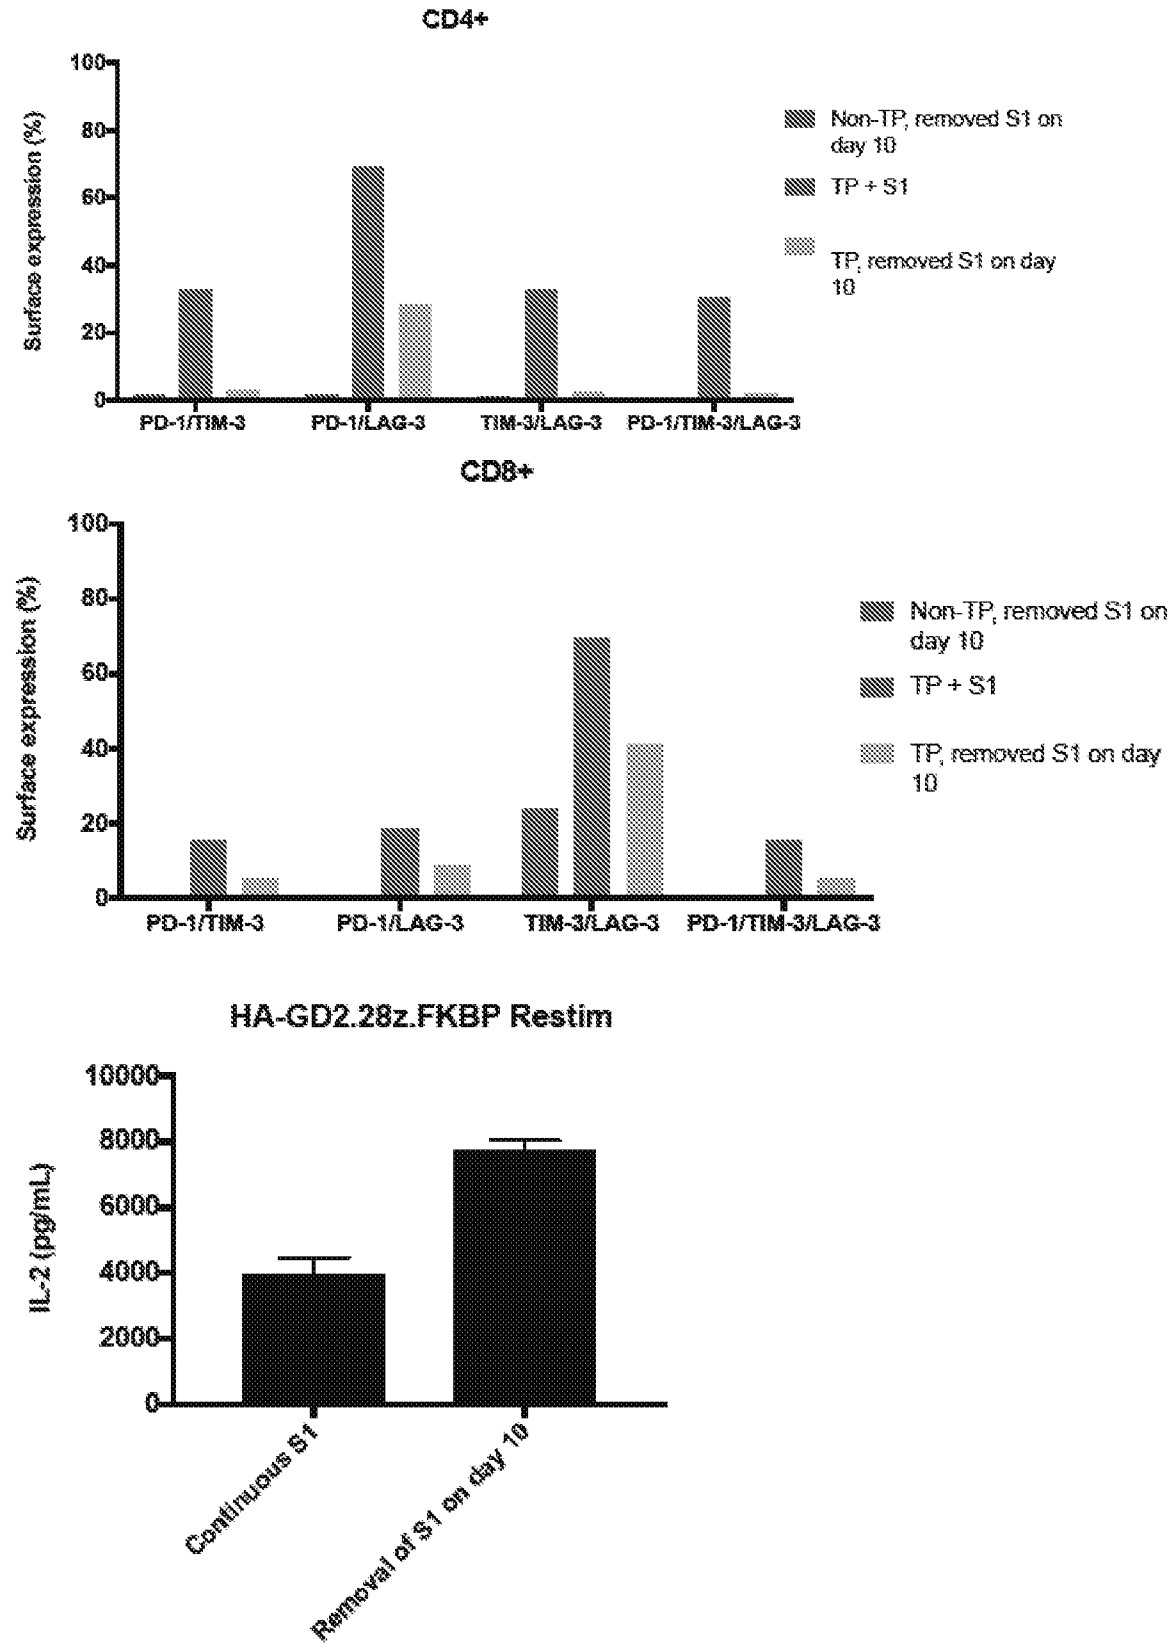 CD4+
100
80
60
40
20
0
Surface expression (%)
PD-1/TIM-3
PD-1/LAG-3
TIM-3/LAG-3
PD-1/TIM-3/LAG-3
Non-TP, removed S1 on
day 10
TP + S1
TP, removed S1 on day
10
CD8+
100
80
60
40
20
0
Surface expression (%)
PD-1/TIM-3
PD-1/LAG-3
TIM-3/LAG-3
PD-1/TIM-3/LAG-3
Non-TP, removed S1 on
day 10
TP + S1
TP, removed S1 on day
10
HA-GD2.28z.FKBP Restim
10000
8000
6000
4000
2000
0
IL-2 (pg/mL)
Continuous S1
Removal of S1 on day 10